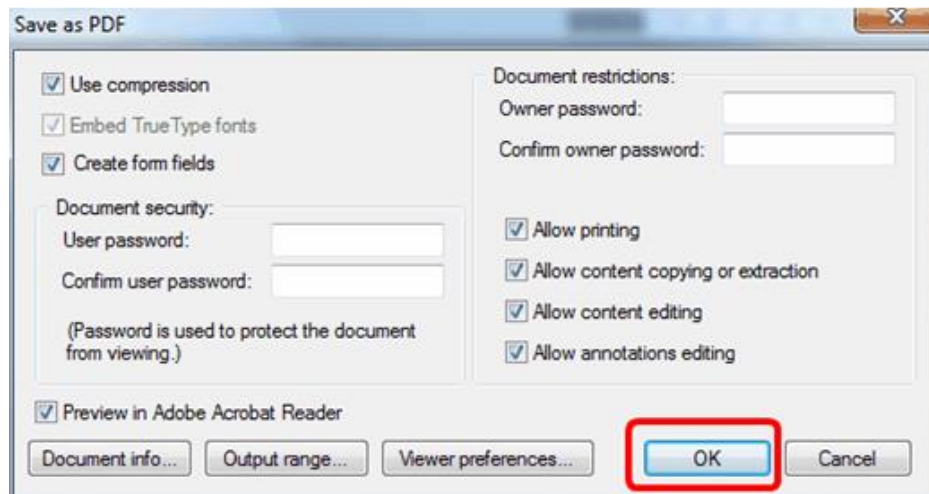 Save as PDF
Use compression
Embed TrueType fonts
Create form fields
Document security:
User password:
Confirm user password:
(Password is used to protect the document
from viewing.)
Document restrictions:
Owner password:
Confirm owner password:
Allow printing
Allow content copying or extraction
Allow content editing
Allow annotations editing
Preview in Adobe Acrobat Reader
Document info...
Output range...
Viewer preferences...
OK
Cancel